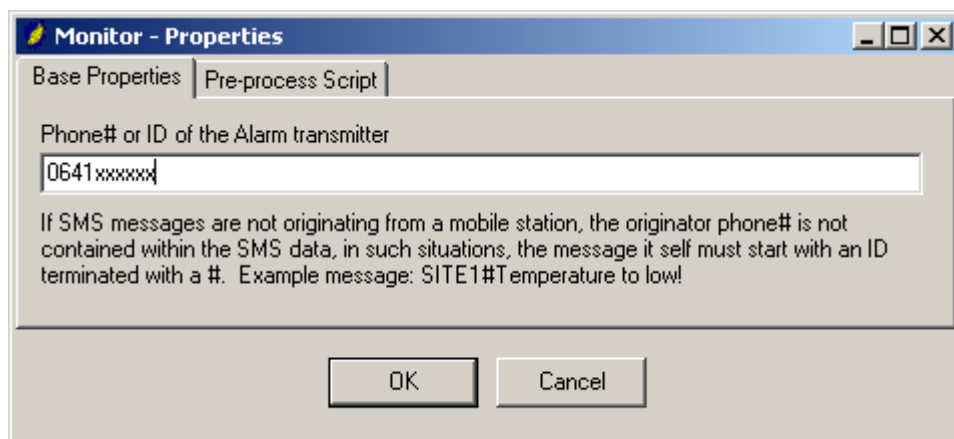 Monitor - Properties
Base Properties Pre-process Script
Phone# or ID of the Alarm transmitter
0641xxxxxx
If SMS messages are not originating from a mobile station, the originator phone# is not
contained within the SMS data, in such situations, the message it self must start with an ID
terminated with a #.  Example message: SITE1#Temperature to low!
OK Cancel